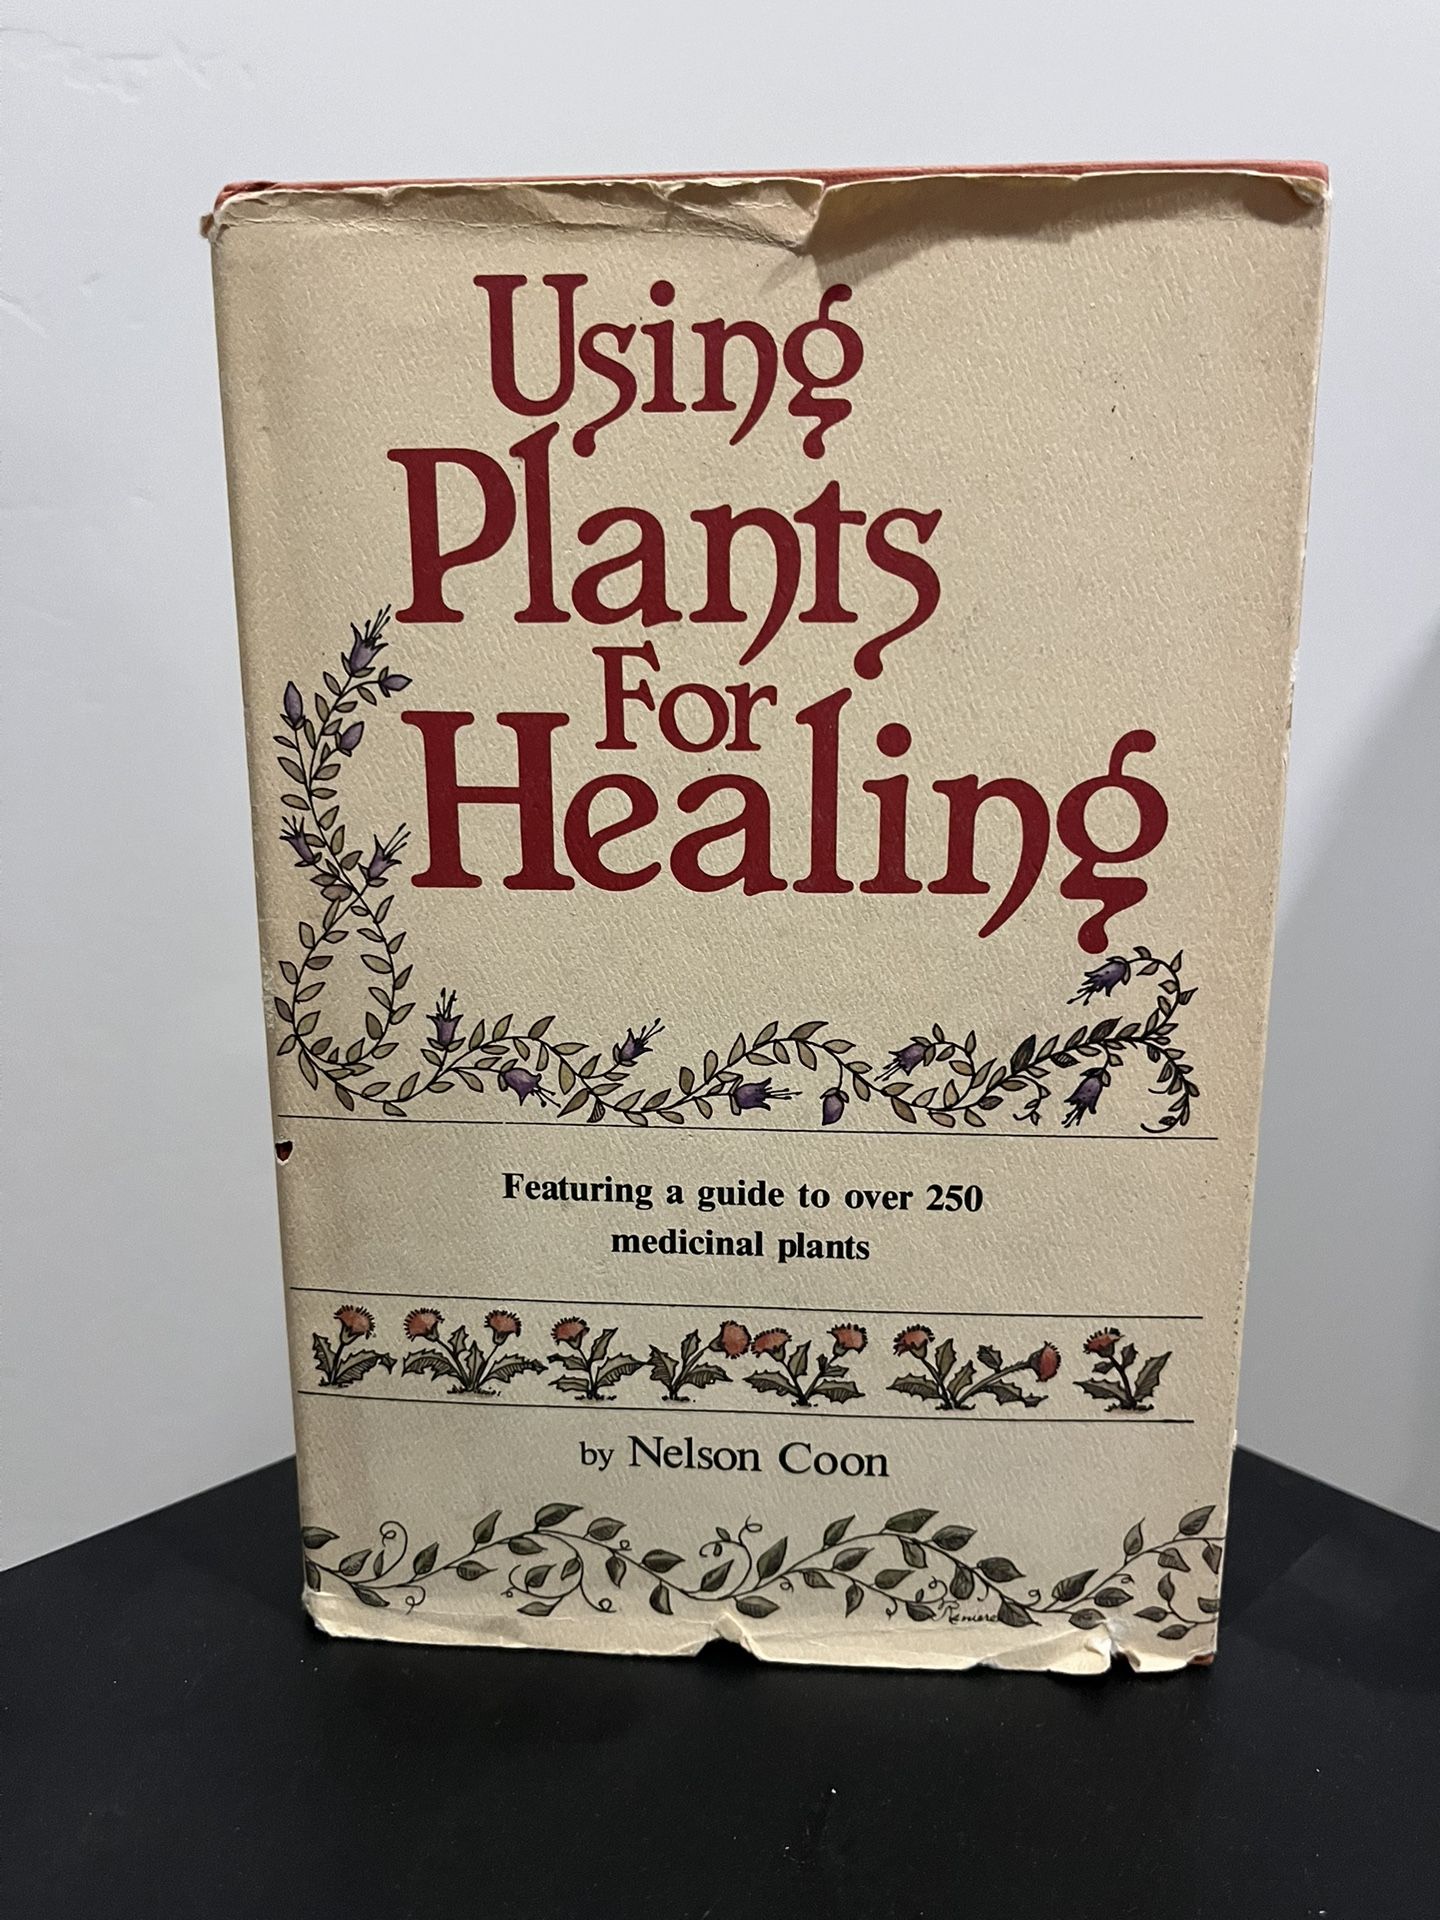 Using
Plants
For
Healing
Featuring a guide to over 250
medicinal plants
by Nelson Coon